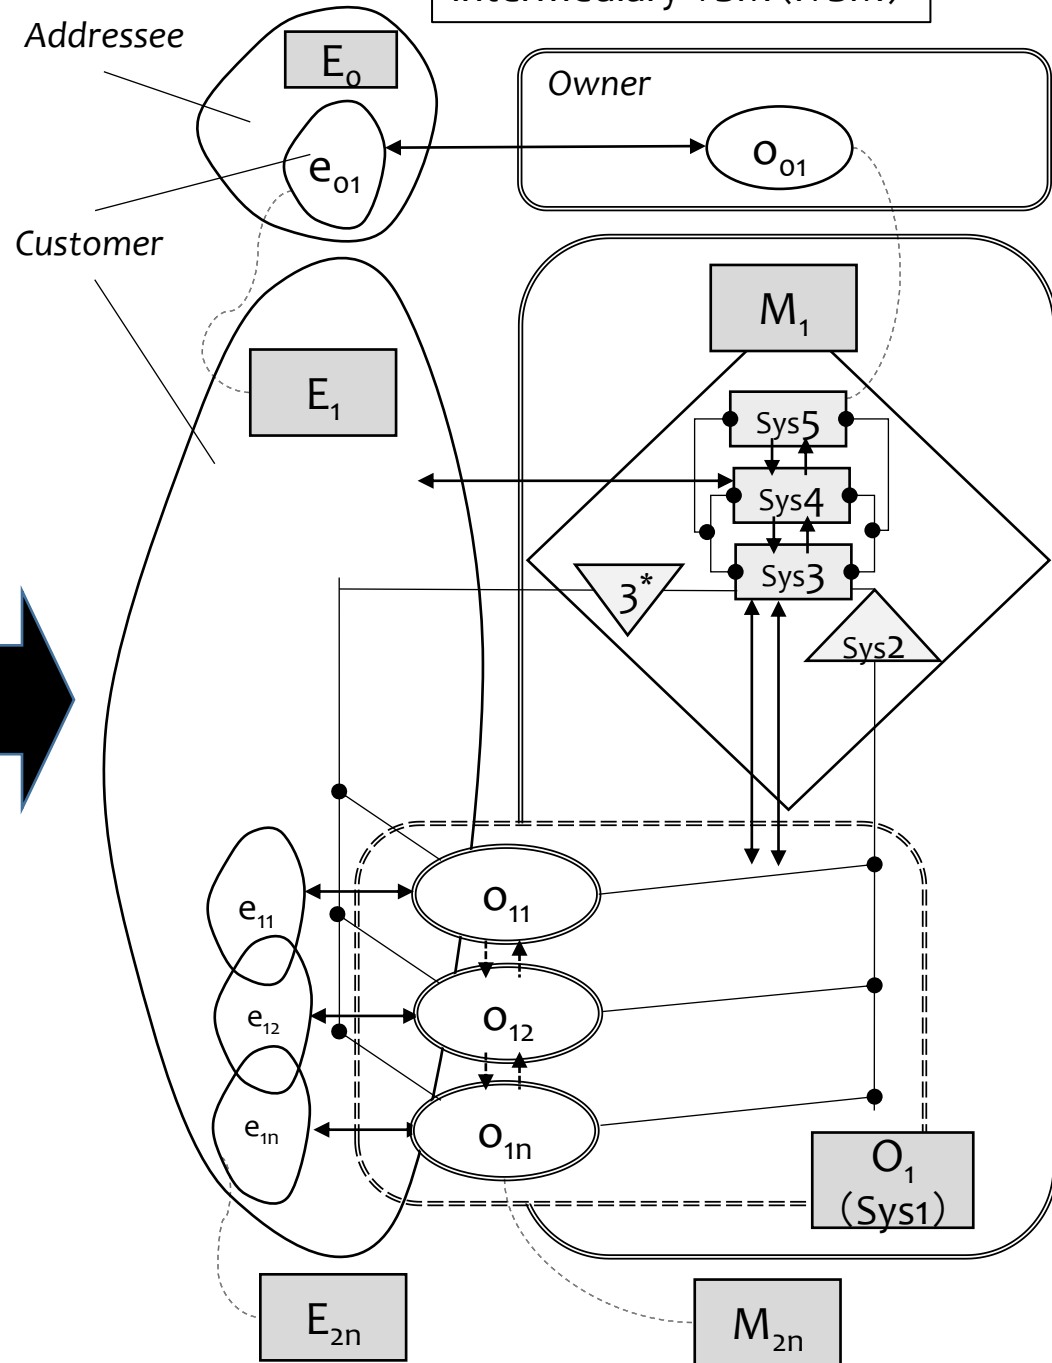 Intermediary VSM (iVSM)
Addressee
E₀
Owner
e₀₁
o₀₁
Customer
M₁
E₁
Sys5
Sys4
Sys3
3*
Sys2
e₁₁
o₁₁
e₁₂
o₁₂
e₁ₙ
o₁ₙ
O₁
(Sys1)
E₂ₙ
M₂ₙ